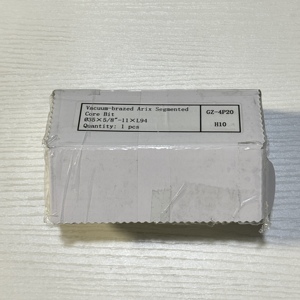 Vacuum-brazed Arix Segmented
Core Bit
Ø35×5/8"-11×L94
Quantity: 1 pcs
GZ-4P20
H10